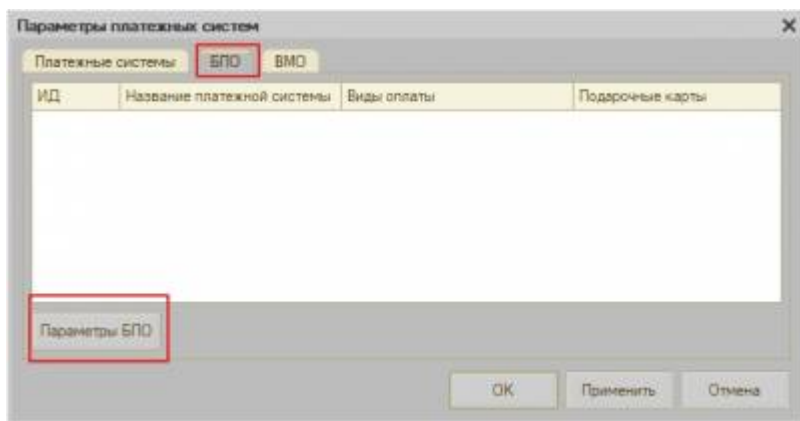 Параметры платежных систем
Платежные системы БПО ВМО
ИД Название платежной системы Виды оплаты Подарочные карты
Параметры БПО
OK Применить Отмена